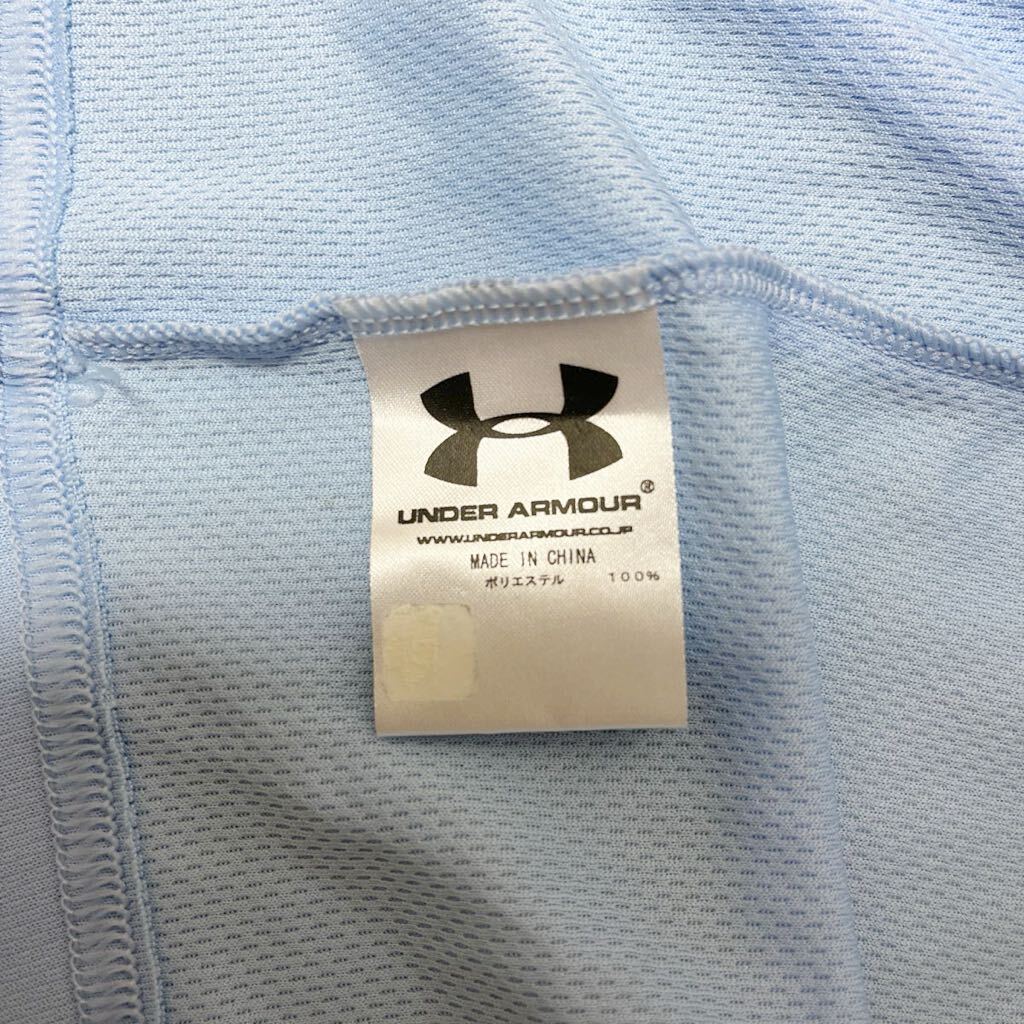 UNDER ARMOUR®
WWW.UNDERARMOUR.CO.JP
MADE IN CHINA
ポリエステル 100%